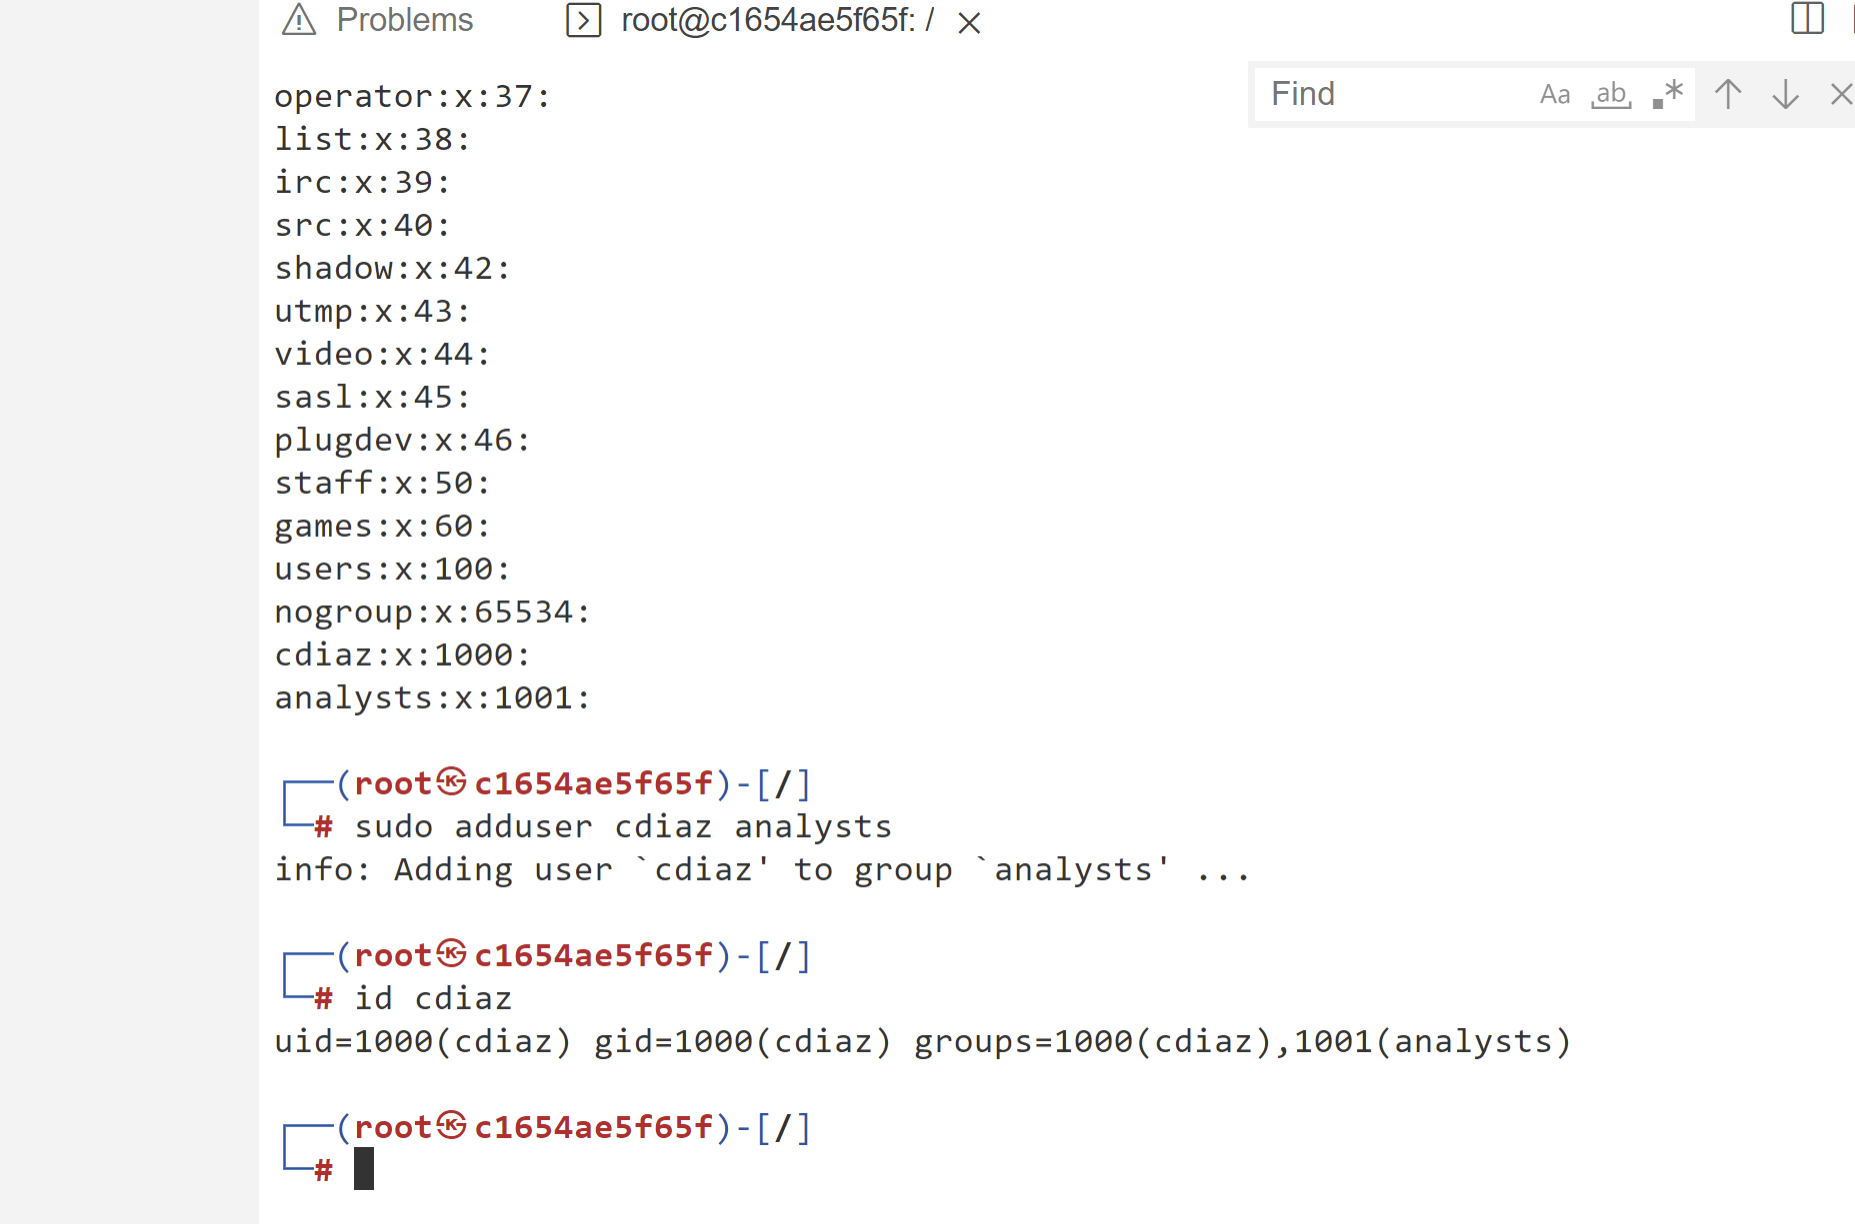 Problems
root@c1654ae5f65f: /
Find
Aa
ab
.*
operator:x:37:
list:x:38:
irc:x:39:
src:x:40:
shadow:x:42:
utmp:x:43:
video:x:44:
sasl:x:45:
plugdev:x:46:
staff:x:50:
games:x:60:
users:x:100:
nogroup:x:65534:
cdiaz:x:1000:
analysts:x:1001:
┌──(root㉿c1654ae5f65f)-[/]
└─# sudo adduser cdiaz analysts
info: Adding user `cdiaz' to group `analysts' ...
┌──(root㉿c1654ae5f65f)-[/]
└─# id cdiaz
uid=1000(cdiaz) gid=1000(cdiaz) groups=1000(cdiaz),1001(analysts)
┌──(root㉿c1654ae5f65f)-[/]
└─#